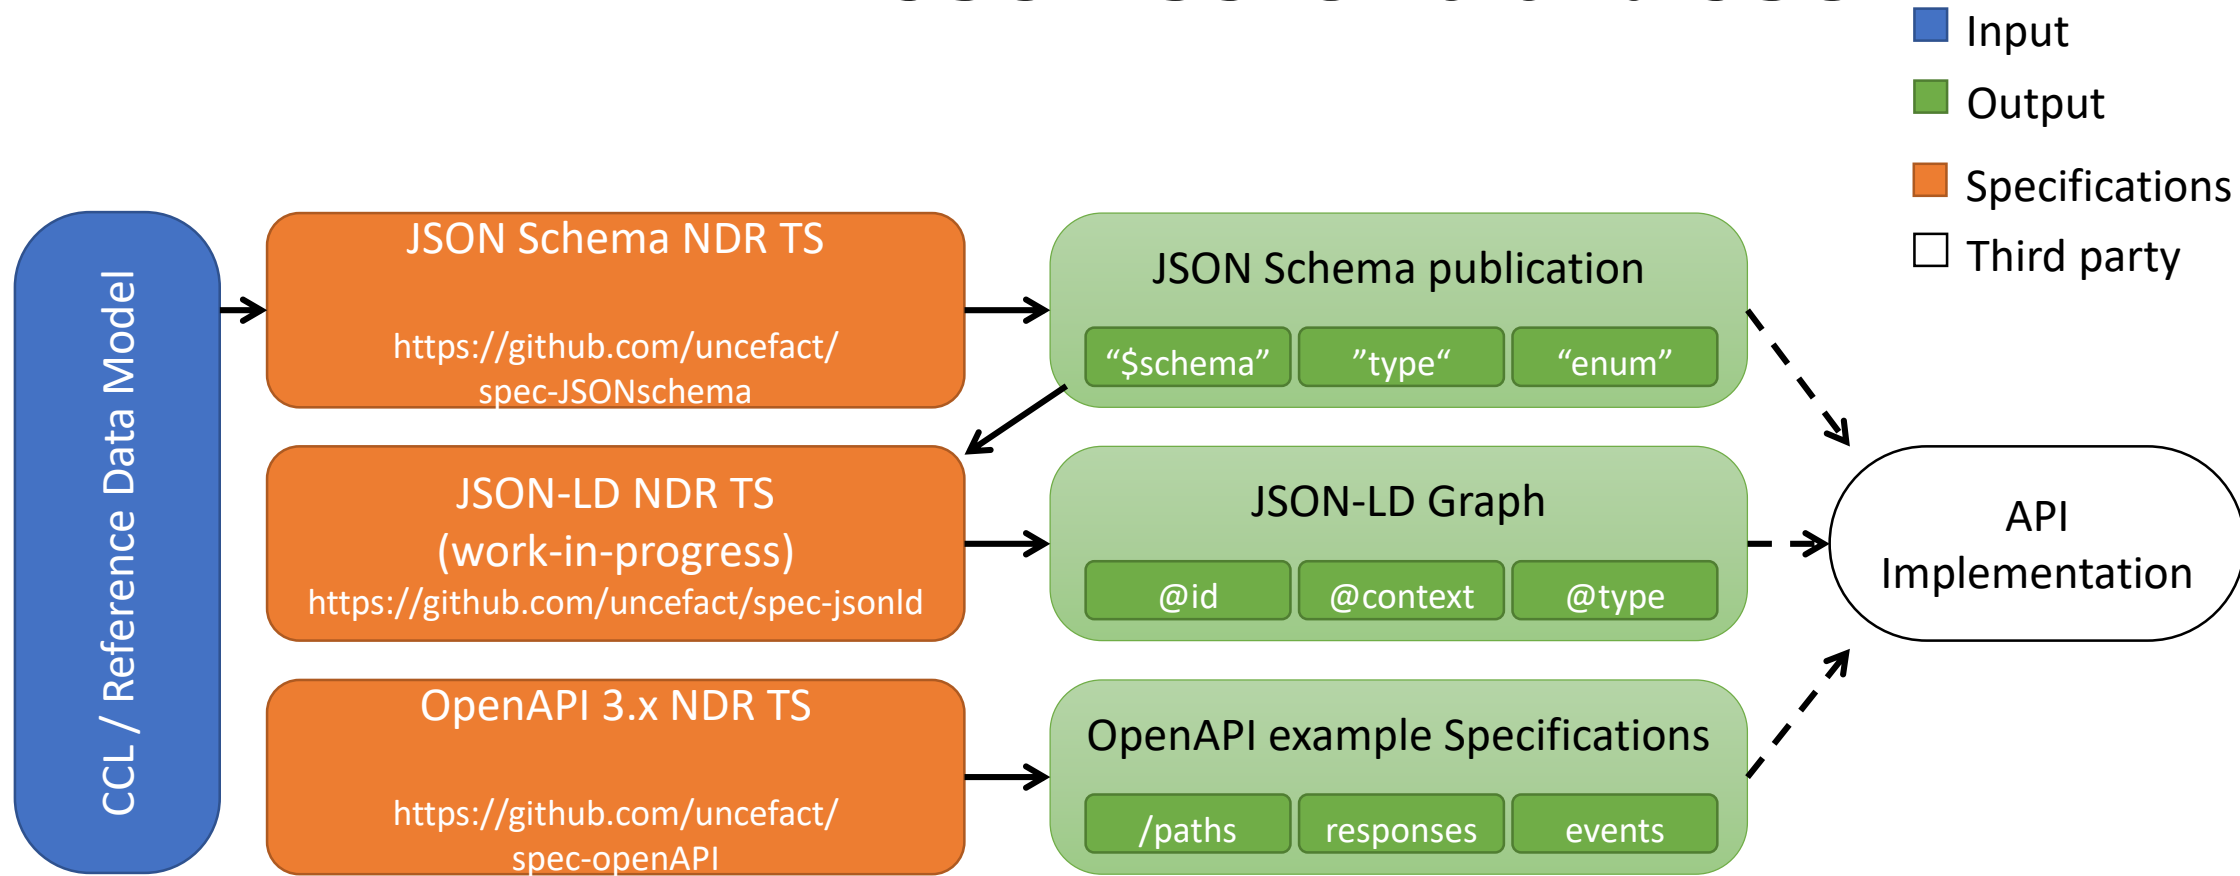 Input
Output
Specifications
Third party
CCL / Reference Data Model
JSON Schema NDR TS
https://github.com/uncefact/
spec-JSONschema
JSON Schema publication
“$schema”
”type“
“enum”
JSON-LD NDR TS
(work-in-progress)
https://github.com/uncefact/spec-jsonld
JSON-LD Graph
@id
@context
@type
OpenAPI 3.x NDR TS
https://github.com/uncefact/
spec-openAPI
OpenAPI example Specifications
/paths
responses
events
API
Implementation